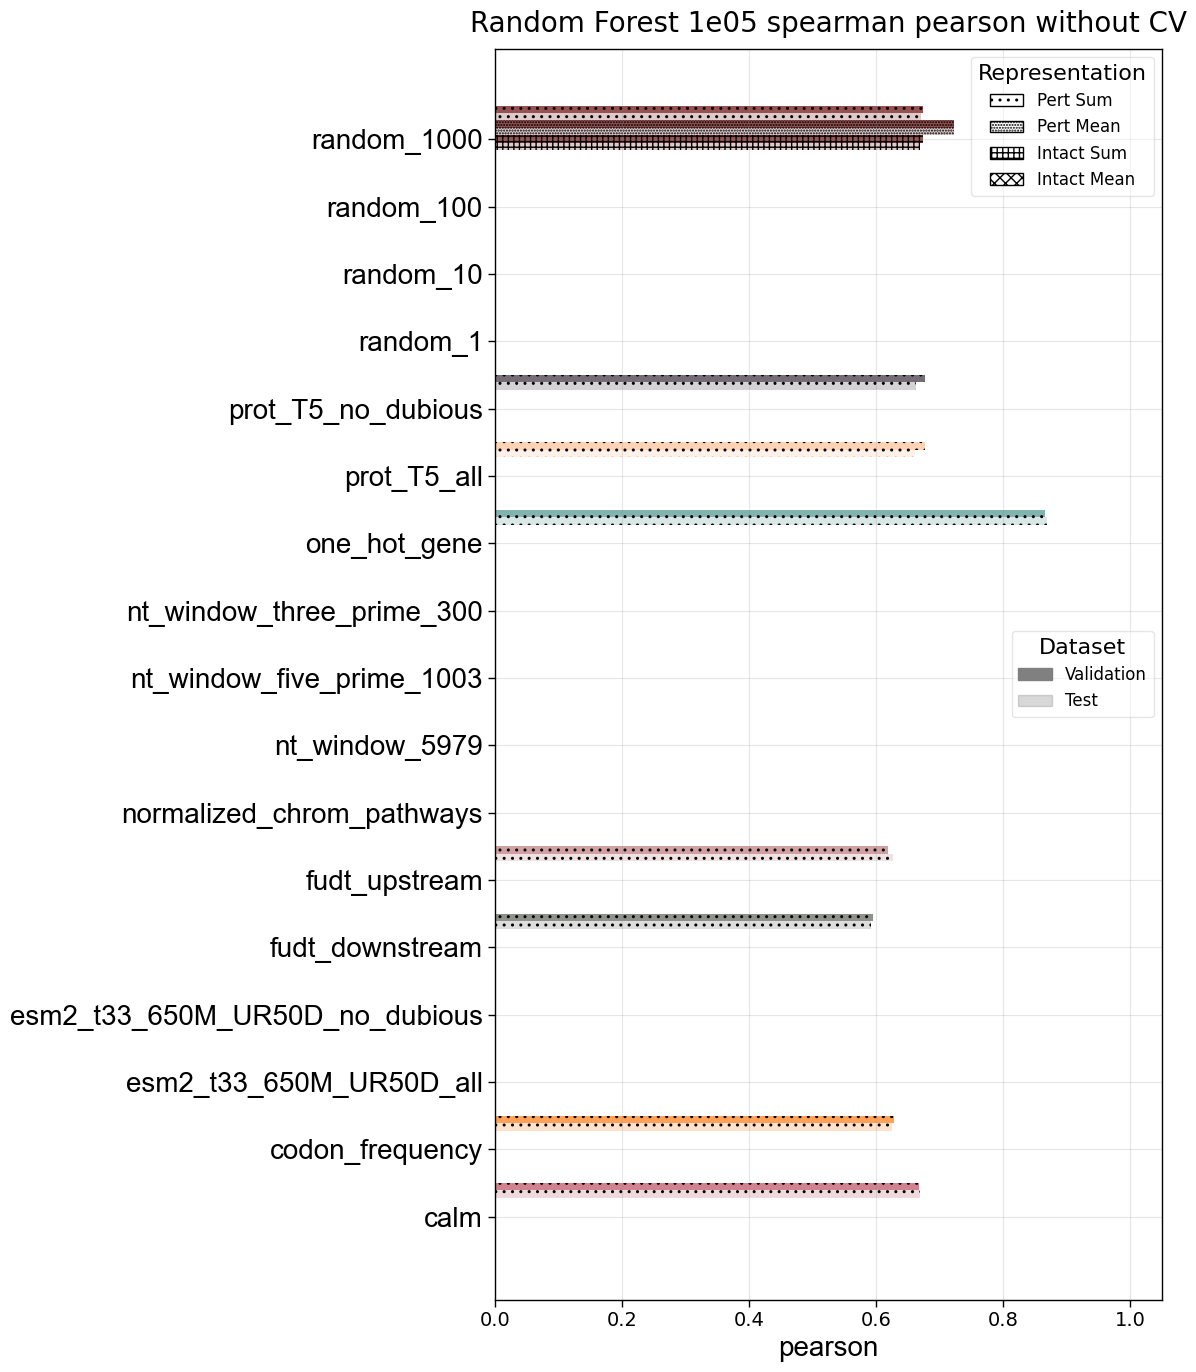 Random Forest 1e05 spearman pearson without CV
Representation
Pert Sum
Pert Mean
Intact Sum
Intact Mean
random_1000
random_100
random_10
random_1
prot_T5_no_dubious
prot_T5_all
one_hot_gene
nt_window_three_prime_300
Dataset
Validation
Test
nt_window_five_prime_1003
nt_window_5979
normalized_chrom_pathways
fudt_upstream
fudt_downstream
esm2_t33_650M_UR50D_no_dubious
esm2_t33_650M_UR50D_all
codon_frequency
calm
0.0 0.2 0.4 0.6 0.8 1.0
pearson